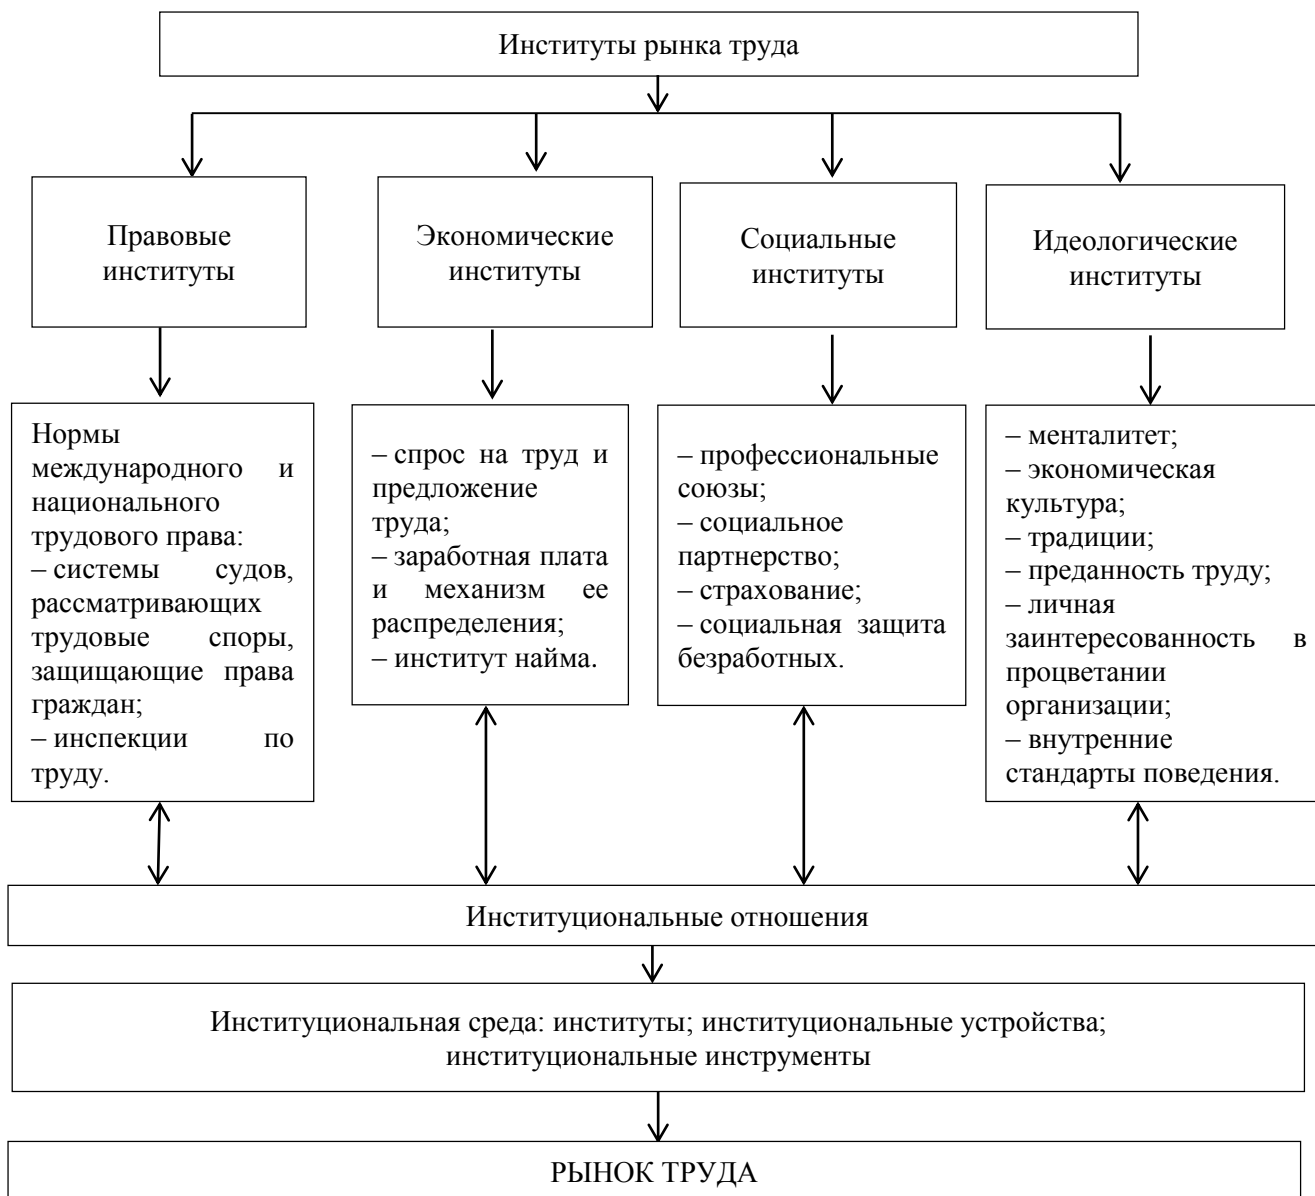 Институты рынка труда
Правовые
институты
Экономические
институты
Социальные
институты
Идеологические
институты
Нормы
международного и
национального
трудового права:
– системы судов,
рассматривающих
трудовые споры,
защищающие права
граждан;
– инспекции по
труду.
– спрос на труд и
предложение
труда;
– заработная плата
и механизм ее
распределения;
– институт найма.
– профессиональные
союзы;
– социальное
партнерство;
– страхование;
– социальная защита
безработных.
– менталитет;
– экономическая
культура;
– традиции;
– преданность труду;
– личная
заинтересованность в
процветании
организации;
– внутренние
стандарты поведения.
Институциональные отношения
Институциональная среда: институты; институциональные устройства;
институциональные инструменты
РЫНОК ТРУДА